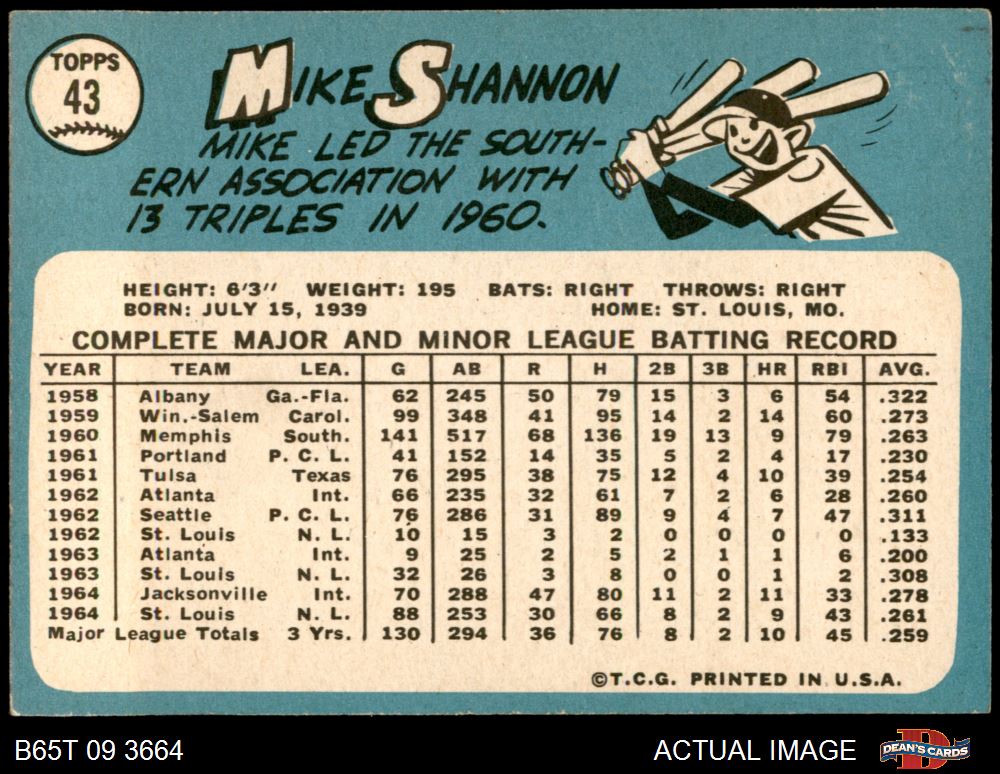 TOPPS
43
MIKE SHANNON
MIKE LED THE SOUTH-
ERN ASSOCIATION WITH
13 TRIPLES IN 1960.
HEIGHT: 6'3" WEIGHT: 195 BATS: RIGHT THROWS: RIGHT
BORN: JULY 15, 1939 HOME: ST. LOUIS, MO.
COMPLETE MAJOR AND MINOR LEAGUE BATTING RECORD
YEAR TEAM LEA. G AB R H 2B 3B HR RBI AVG.
1958 Albany Ga.-Fla. 62 245 50 79 15 3 6 54 .322
1959 Win.-Salem Carol. 99 348 41 95 14 2 14 60 .273
1960 Memphis South. 141 517 68 136 19 13 9 79 .263
1961 Portland P. C. L. 41 152 14 35 5 2 4 17 .230
1961 Tulsa Texas 76 295 38 75 12 4 10 39 .254
1962 Atlanta Int. 66 235 32 61 7 2 6 28 .260
1962 Seattle P. C. L. 76 286 31 89 9 4 7 47 .311
1962 St. Louis N. L. 10 15 3 2 0 0 0 0 .133
1963 Atlanta Int. 9 25 2 5 2 1 1 6 .200
1963 St. Louis N. L. 32 26 3 8 0 0 1 2 .308
1964 Jacksonville Int. 70 288 47 80 11 2 11 33 .278
1964 St. Louis N. L. 88 253 30 66 8 2 9 43 .261
Major League Totals 3 Yrs. 130 294 36 76 8 2 10 45 .259
©T.C.G. PRINTED IN U.S.A.
B65T 09 3664 ACTUAL IMAGE DEAN'S CARDS